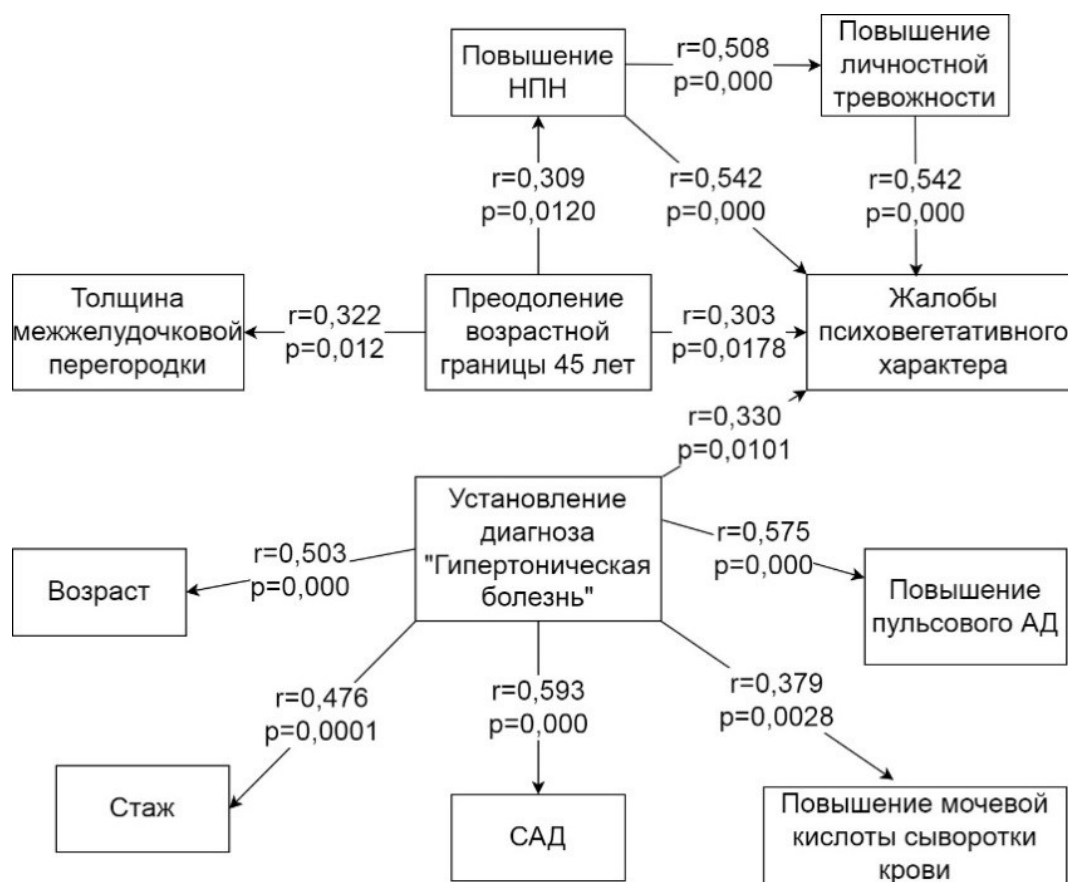 Повышение
НПН
r=0,508
p=0,000
Повышение
личностной
тревожности
r=0,309
p=0,0120
r=0,542
p=0,000
r=0,542
p=0,000
Толщина
межжелудочковой
перегородки
r=0,322
p=0,012
Преодоление
возрастной
границы 45 лет
r=0,303
p=0,0178
Жалобы
психовегетативного
характера
r=0,330
p=0,0101
Установление
диагноза
"Гипертоническая
болезнь"
r=0,503
p=0,000
Возраст
r=0,575
p=0,000
Повышение
пульсового АД
r=0,476
p=0,0001
r=0,593
p=0,000
r=0,379
p=0,0028
Стаж
САД
Повышение мочевой
кислоты сыворотки
крови